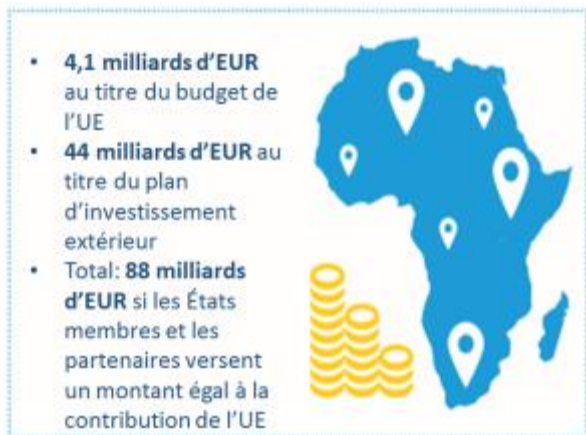 • 4,1 milliards d'EUR
au titre du budget de
l'UE
• 44 milliards d'EUR au
titre du plan
d'investissement
extérieur
• Total: 88 milliards
d'EUR si les États
membres et les
partenaires versent
un montant égal à la
contribution de l'UE